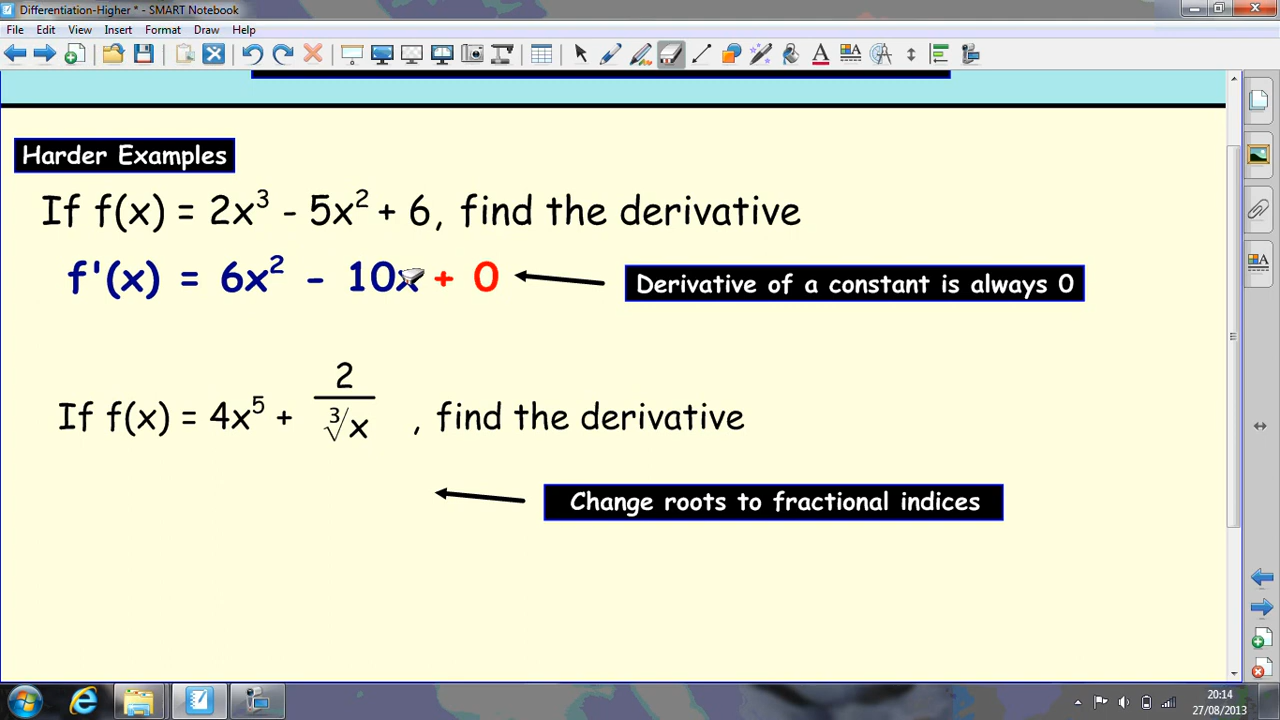 Differentiation-Higher * - SMART Notebook
File Edit View Insert Format Draw Help
Harder Examples
If f(x) = 2x³ - 5x² + 6, find the derivative
f'(x) = 6x² - 10x + 0
Derivative of a constant is always 0
If f(x) = 4x⁵ + 2/∛x , find the derivative
Change roots to fractional indices
20:14
27/08/2013